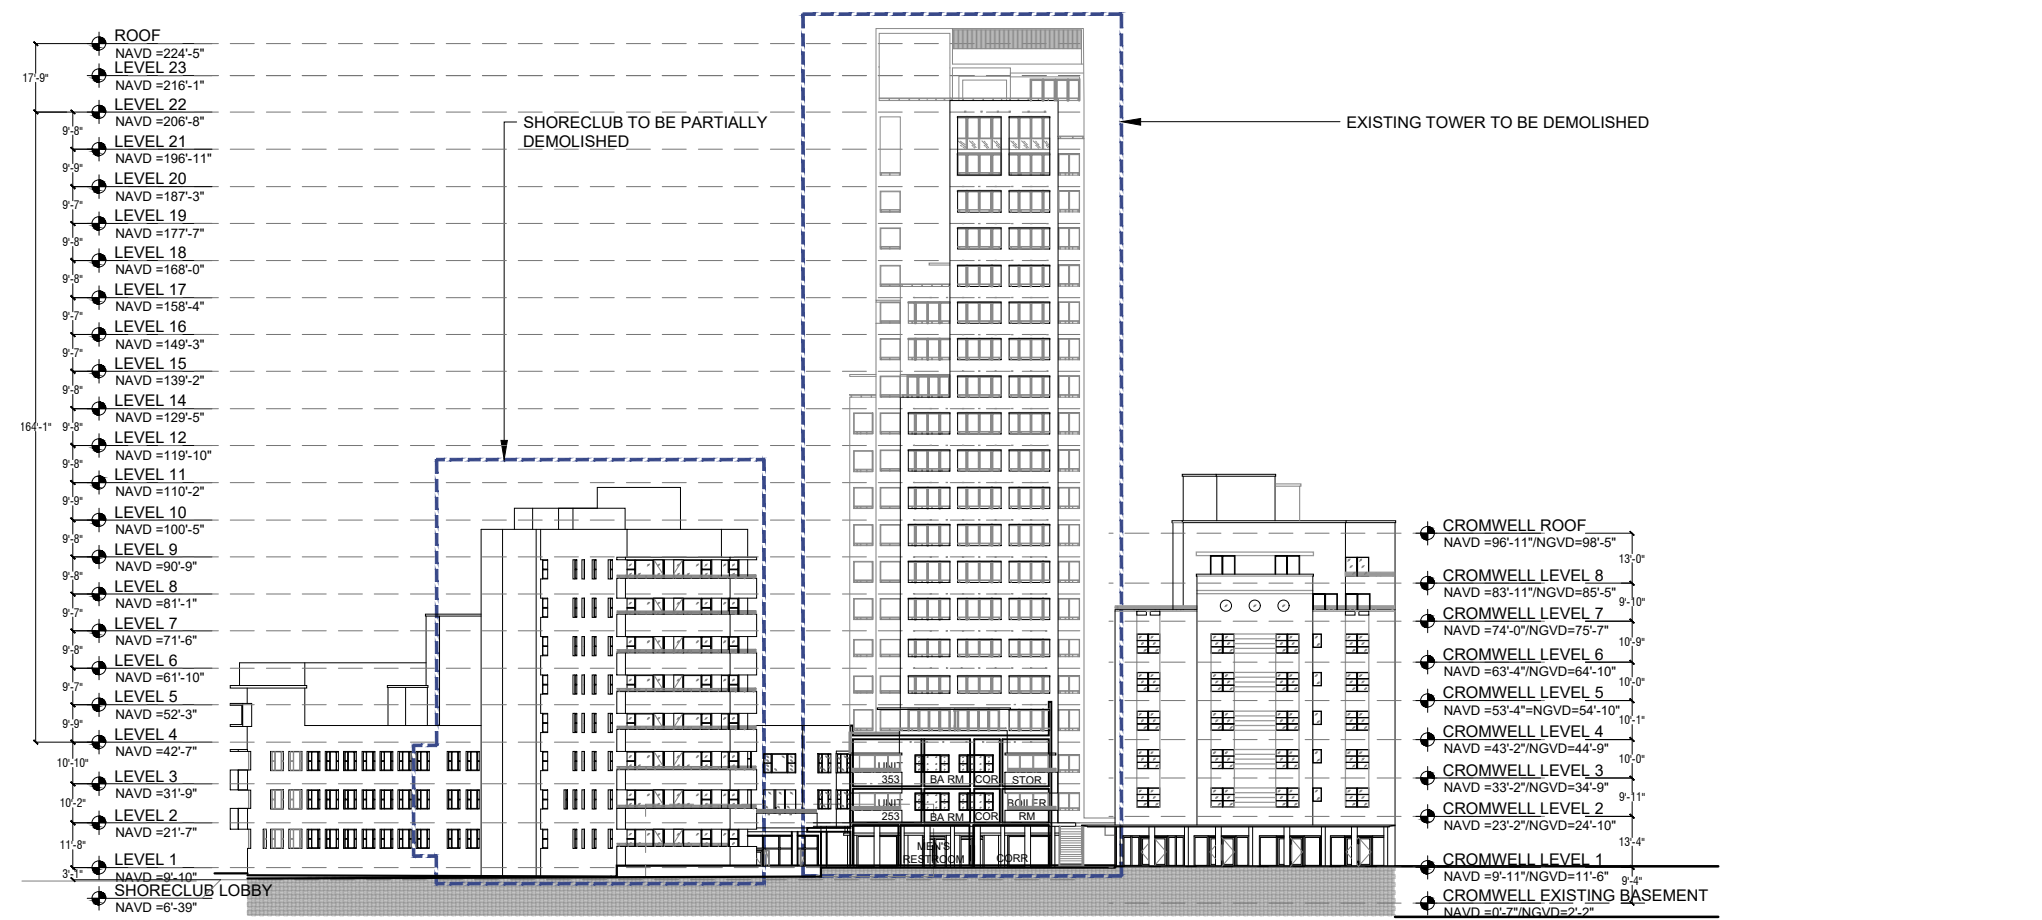 ROOF
NAVD =224'-5"
LEVEL 23
NAVD =216'-1"
17'-9"
LEVEL 22
NAVD =206'-8"
9'-8"
LEVEL 21
NAVD =196'-11"
9'-9"
LEVEL 20
NAVD =187'-3"
9'-7"
LEVEL 19
NAVD =177'-7"
9'-8"
LEVEL 18
NAVD =168'-0"
9'-8"
LEVEL 17
NAVD =158'-4"
9'-7"
LEVEL 16
NAVD =149'-3"
9'-7"
LEVEL 15
NAVD =139'-2"
9'-8"
LEVEL 14
NAVD =129'-5"
164'-1"
9'-8"
LEVEL 12
NAVD =119'-10"
9'-8"
LEVEL 11
NAVD =110'-2"
9'-9"
LEVEL 10
NAVD =100'-5"
9'-8"
LEVEL 9
NAVD =90'-9"
9'-8"
LEVEL 8
NAVD =81'-1"
9'-7"
LEVEL 7
NAVD =71'-6"
9'-8"
LEVEL 6
NAVD =61'-10"
9'-7"
LEVEL 5
NAVD =52'-3"
9'-9"
LEVEL 4
NAVD =42'-7"
10'-10"
LEVEL 3
NAVD =31'-9"
10'-2"
LEVEL 2
NAVD =21'-7"
11'-8"
LEVEL 1
NAVD =9'-10"
3'-1"
SHORECLUB LOBBY
NAVD =6'-39"
SHORECLUB TO BE PARTIALLY
DEMOLISHED
EXISTING TOWER TO BE DEMOLISHED
UNIT
353
BA RM
COR
STOR
UNIT
253
BA RM
COR
BOILER
RM
MEN'S
RESTROOM
CORR
CROMWELL ROOF
NAVD =96'-11"/NGVD=98'-5"
13'-0"
CROMWELL LEVEL 8
NAVD =83'-11"/NGVD=85'-5"
9'-10"
CROMWELL LEVEL 7
NAVD =74'-0"/NGVD=75'-7"
10'-9"
CROMWELL LEVEL 6
NAVD =63'-4"/NGVD=64'-10"
10'-0"
CROMWELL LEVEL 5
NAVD =53'-4"=NGVD=54'-10"
10'-1"
CROMWELL LEVEL 4
NAVD =43'-2"/NGVD=44'-9"
10'-0"
CROMWELL LEVEL 3
NAVD =33'-2"/NGVD=34'-9"
9'-11"
CROMWELL LEVEL 2
NAVD =23'-2"/NGVD=24'-10"
13'-4"
CROMWELL LEVEL 1
NAVD =9'-11"/NGVD=11'-6"
9'-4"
CROMWELL EXISTING BASEMENT
NAVD =0'-7"/NGVD=2'-2"